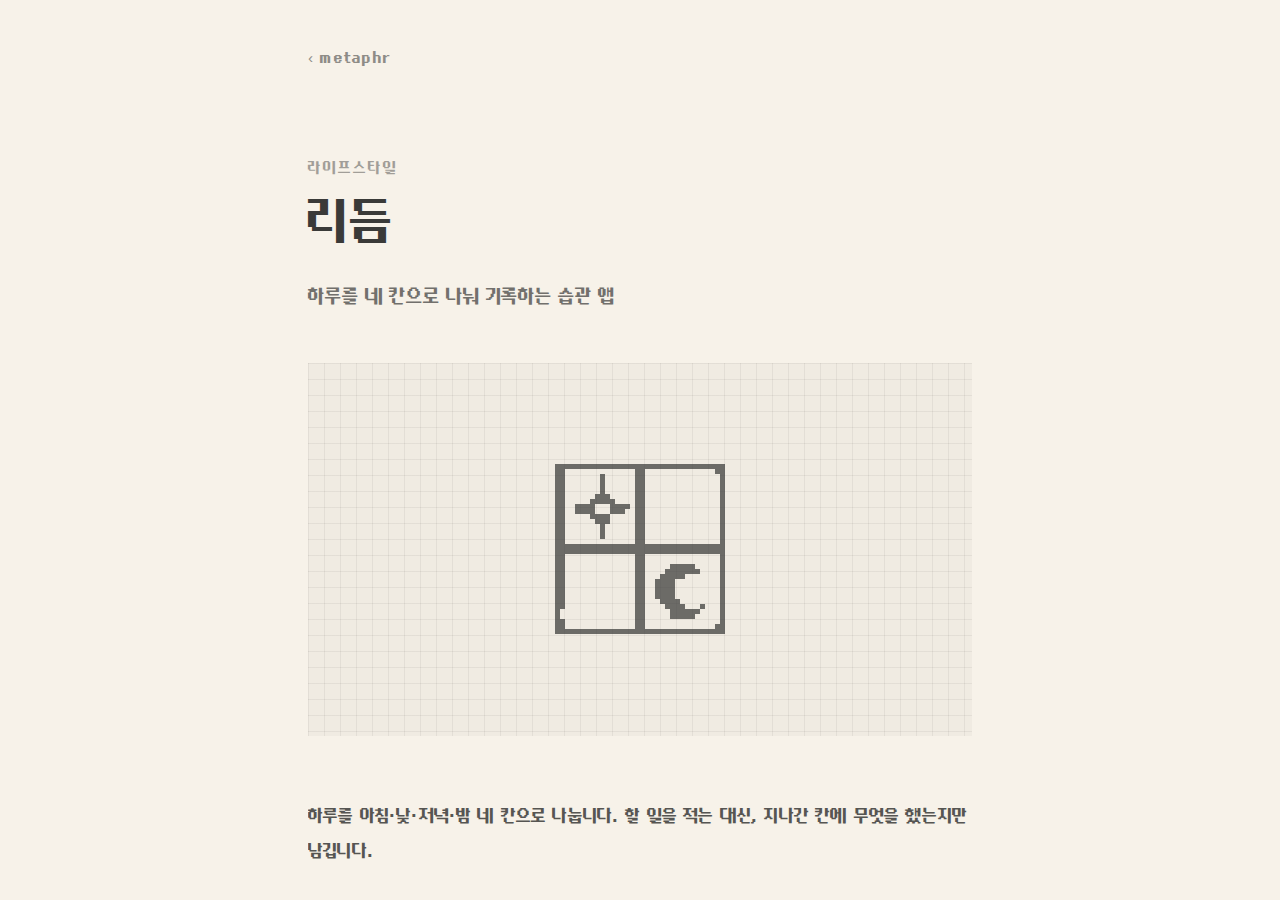 ‹ metaphr
라이프스타일
리듬
하루를 네 칸으로 나눠 기록하는 습관 앱
하루를 아침·낮·저녁·밤 네 칸으로 나눕니다. 할 일을 적는 대신, 지나간 칸에 무엇을 했는지만
남깁니다.